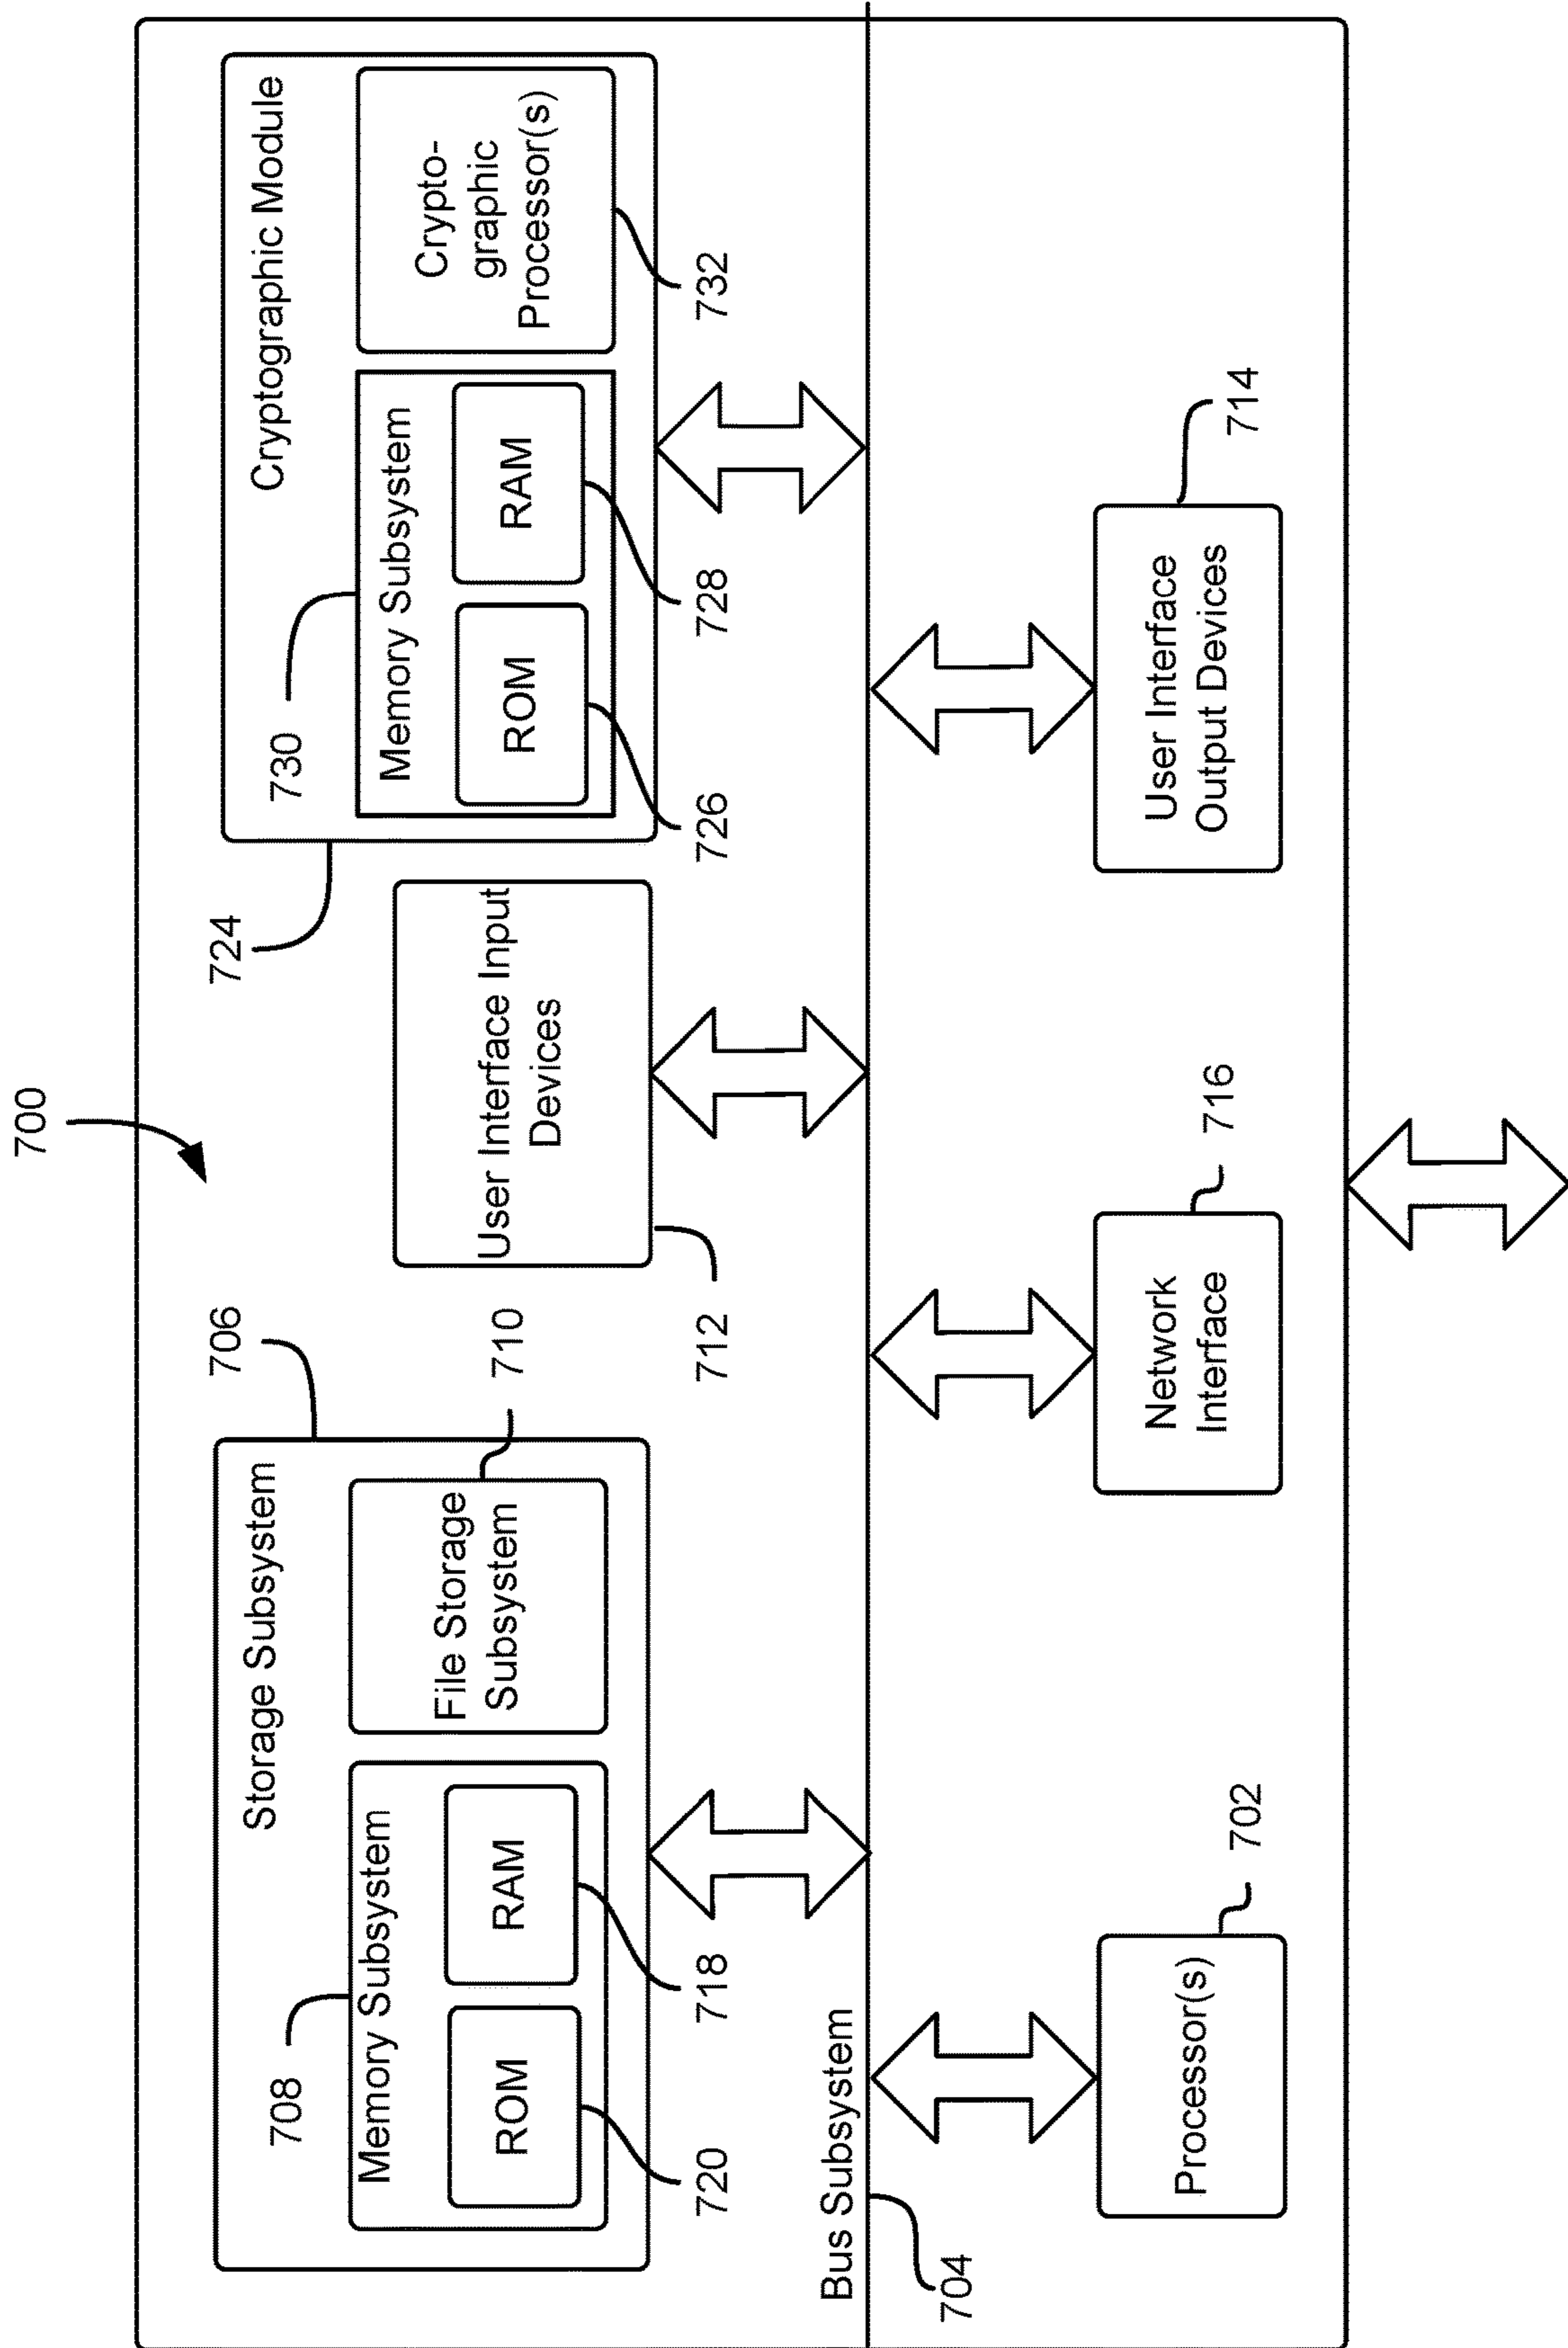 700
706
Storage Subsystem
708
Memory Subsystem
ROM
RAM
720
718
File Storage
Subsystem
710
User Interface Input
Devices
712
724
Cryptographic Module
730
Memory Subsystem
ROM
RAM
726
728
Crypto-
graphic
Processor(s)
732
Bus Subsystem
704
Processor(s)
702
Network
Interface
716
User Interface
Output Devices
714